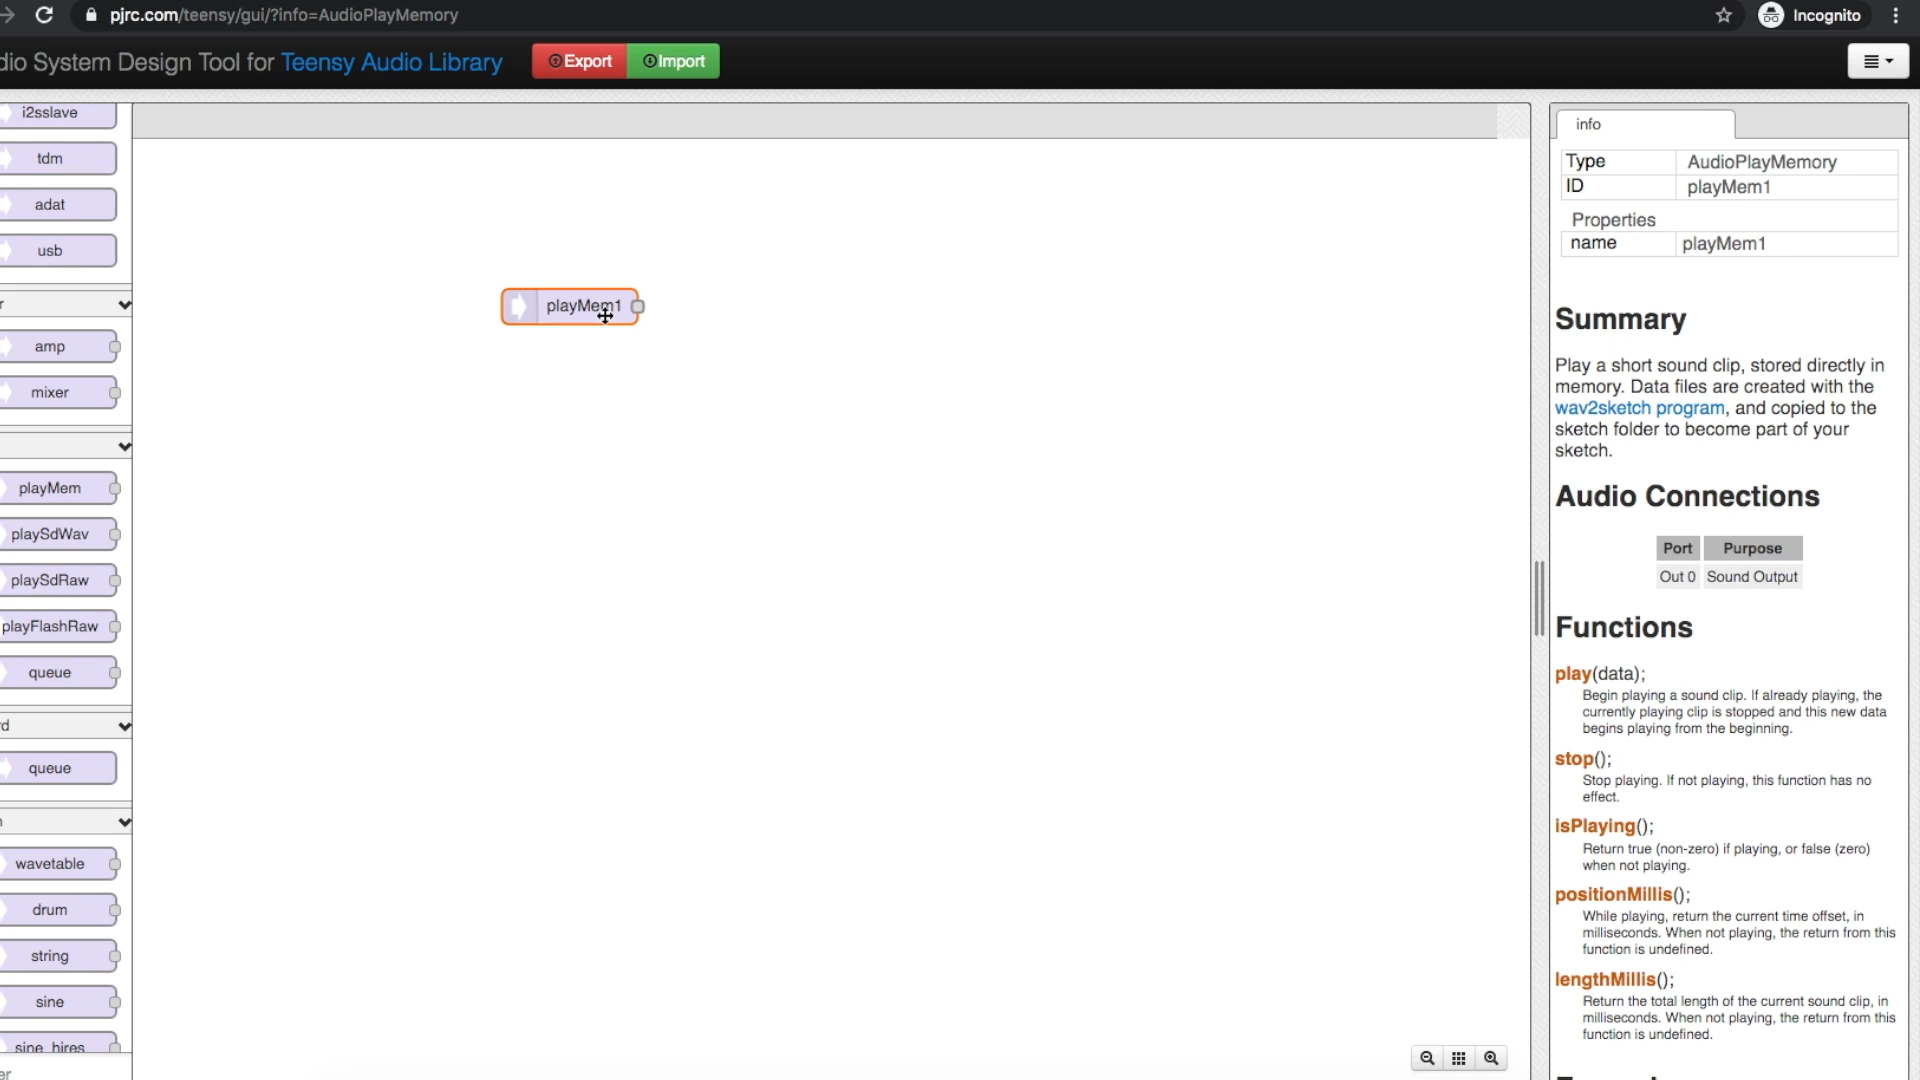 pjrc.com/teensy/gui/?info=AudioPlayMemory
Incognito
dio System Design Tool for Teensy Audio Library
Export
Import
i2sslave
tdm
adat
usb
r
amp
mixer
playMem
playSdWav
playSdRaw
playFlashRaw
queue
rd
queue
wavetable
drum
string
sine
sine_hires
er
playMem1
info
Type AudioPlayMemory
ID playMem1
Properties
name playMem1
Summary
Play a short sound clip, stored directly in
memory. Data files are created with the
wav2sketch program, and copied to the
sketch folder to become part of your
sketch.
Audio Connections
Port Purpose
Out 0 Sound Output
Functions
play(data);
Begin playing a sound clip. If already playing, the
currently playing clip is stopped and this new data
begins playing from the beginning.
stop();
Stop playing. If not playing, this function has no
effect.
isPlaying();
Return true (non-zero) if playing, or false (zero)
when not playing.
positionMillis();
While playing, return the current time offset, in
milliseconds. When not playing, the return from this
function is undefined.
lengthMillis();
Return the total length of the current sound clip, in
milliseconds. When not playing, the return from this
function is undefined.